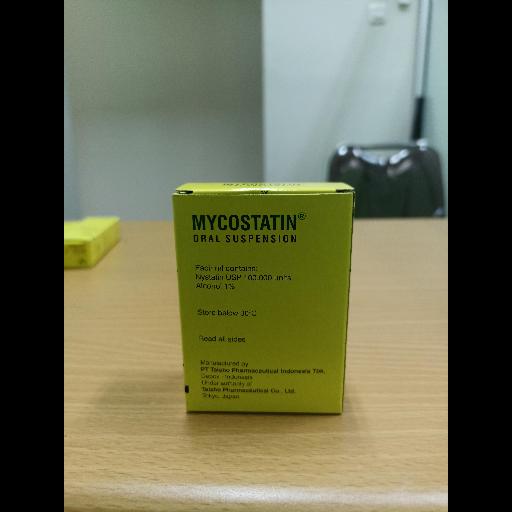 MYCOSTATIN®
ORAL SUSPENSION
Each ml contains:
Nystatin USP 100.000 units
Alcohol 1%
Store below 30°C
Read all sides
Manufactured by
PT Taisho Pharmaceutical Indonesia Tbk,
Depok - Indonesia
Under authority of
Taisho Pharmaceutical Co., Ltd.
Tokyo, Japan